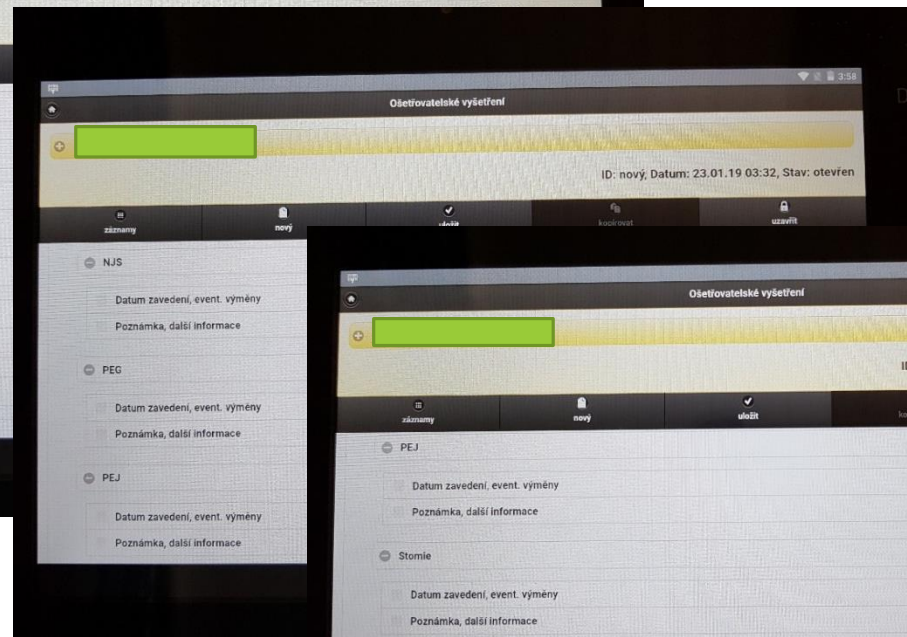 3:58
Ošetřovatelské vyšetření
ID: nový, Datum: 23.01.19 03:32, Stav: otevřen
záznamy nový uložit kopírovat uzavřít
NJS
Datum zavedení, event. výměny
Poznámka, další informace
PEG
Datum zavedení, event. výměny
Poznámka, další informace
PEJ
Datum zavedení, event. výměny
Poznámka, další informace
Ošetřovatelské vyšetření
záznamy nový uložit
PEJ
Datum zavedení, event. výměny
Poznámka, další informace
Stomie
Datum zavedení, event. výměny
Poznámka, další informace